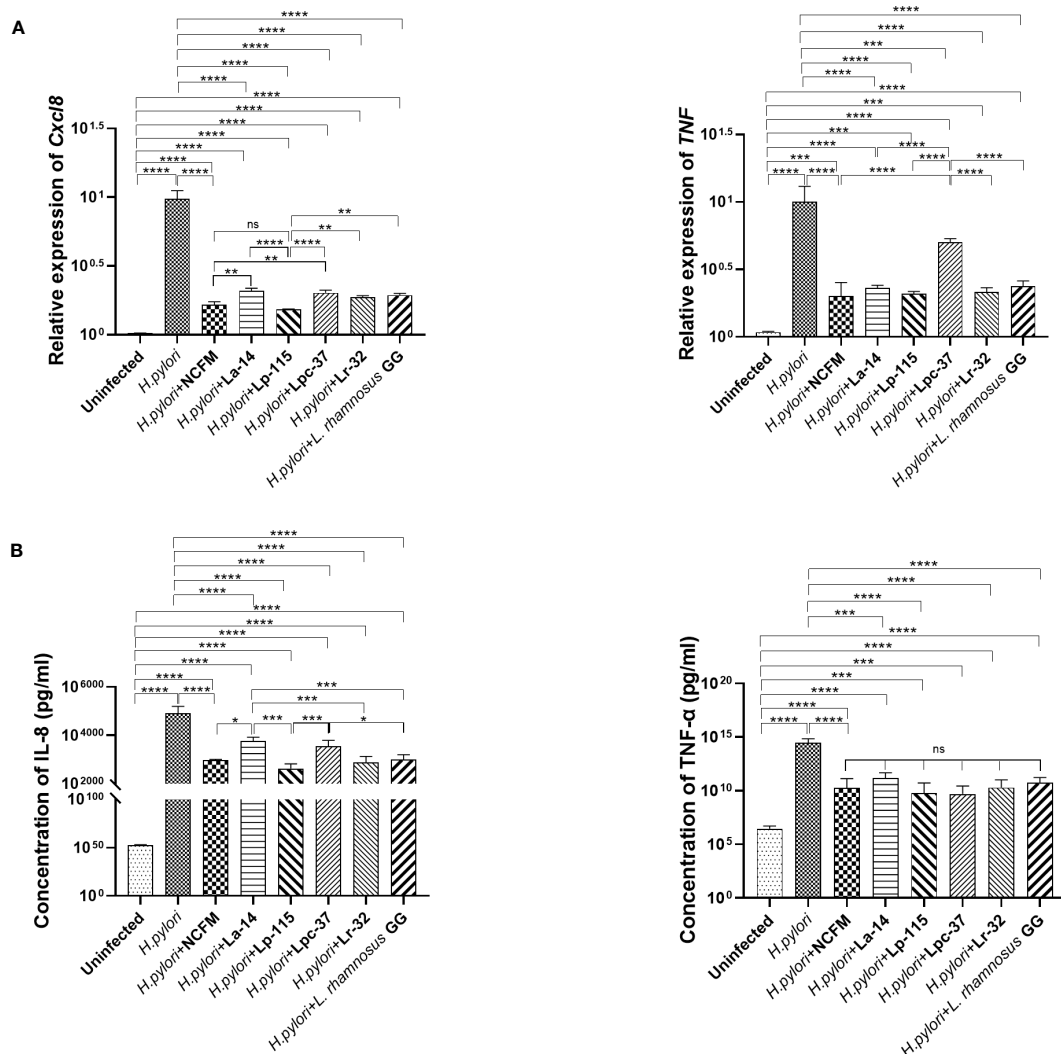 A
****
****
****
****
****
****
****
****
****
****
****
**** ****
ns
**
**
**** ****
**
**
Relative expression of Cxcl8
10^1.5
10^1
10^0.5
10^0
Uninfected
H.pylori
H.pylori+NCFM
H.pylori+La-14
H.pylori+Lp-115
H.pylori+Lpc-37
H.pylori+Lr-32
H.pylori+L. rhamnosus GG
****
****
***
****
****
****
***
****
***
**** ****
*** **** ****
**** **** ****
Relative expression of TNF
10^1.5
10^1
10^0.5
10^0
Uninfected
H.pylori
H.pylori+NCFM
H.pylori+La-14
H.pylori+Lp-115
H.pylori+Lpc-37
H.pylori+Lr-32
H.pylori+L. rhamnosus GG
B
****
****
****
****
****
****
****
****
****
****
****
**** ****
***
***
* *** *** *
Concentration of IL-8 (pg/ml)
10^6000
10^4000
10^2000
10^100
10^50
10^0
Uninfected
H.pylori
H.pylori+NCFM
H.pylori+La-14
H.pylori+Lp-115
H.pylori+Lpc-37
H.pylori+Lr-32
H.pylori+L. rhamnosus GG
****
****
****
***
****
****
***
***
****
****
**** ****
ns
Concentration of TNF-α (pg/ml)
10^20
10^15
10^10
10^5
10^0
Uninfected
H.pylori
H.pylori+NCFM
H.pylori+La-14
H.pylori+Lp-115
H.pylori+Lpc-37
H.pylori+Lr-32
H.pylori+L. rhamnosus GG